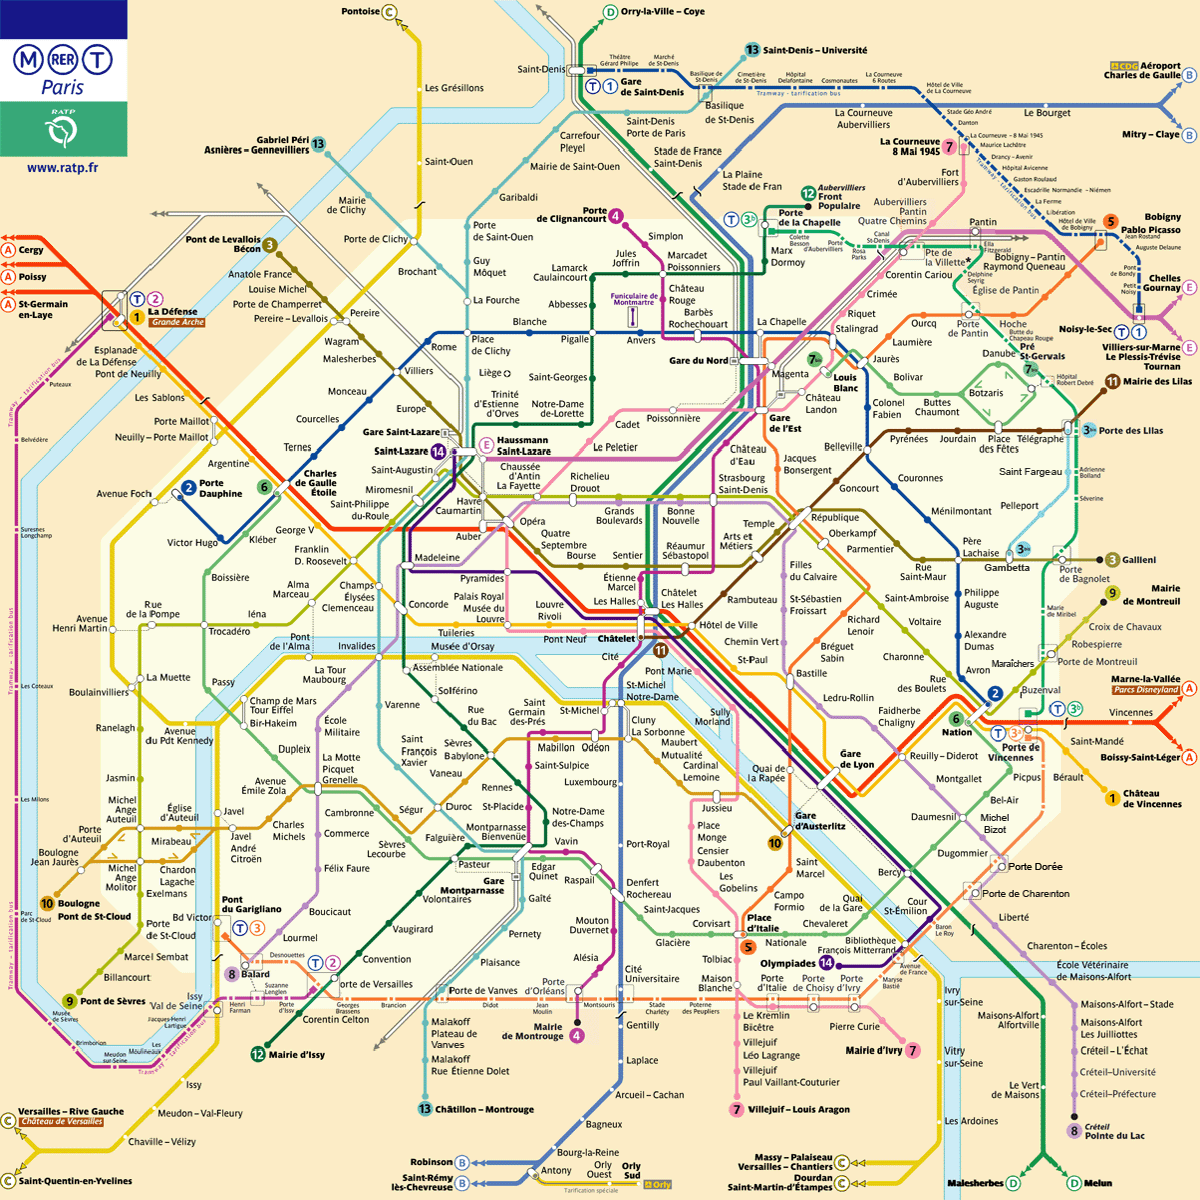 M RER T
Paris
RATP
www.ratp.fr
Pontoise C
D Orry-la-Ville – Coye
13 Saint-Denis – Université
Saint-Denis
T 1 Gare
de Saint-Denis
Théâtre
Gérard Philipe
Marché
de St-Denis
Basilique de
St-Denis
Cimetière
de St-Denis
Hôpital
Delafontaine
Cosmonautes
La Courneuve
6 Routes
Hôtel de Ville
de La Courneuve
Tramway – tarification bus
CDG Aéroport
Charles de Gaulle B
Mitry – Claye B
Les Grésillons
Basilique
de St-Denis
Saint-Denis
Porte de Paris
Stade de France
Saint-Denis
La Plaine
Stade de Fran
La Courneuve
Aubervilliers
Le Bourget
Stade Géo André
Danton
La Courneuve – 8 Mai 1945
Maurice Lachâtre
Drancy – Avenir
Hôpital Avicenne
Gaston Roulaud
Escadrille Normandie – Niémen
La Ferme
Libération
Hôtel de Ville
de Bobigny
Tramway – tarification bus
La Courneuve
8 Mai 1945 7
Fort
d'Aubervilliers
Gabriel Péri
Asnières – Gennevilliers 13
Carrefour
Pleyel
Mairie de Saint-Ouen
Garibaldi
Saint-Ouen
Mairie
de Clichy
Porte de Clichy
Porte
de Saint-Ouen
Guy
Môquet
Brochant
La Fourche
Porte
de Clignancourt 4
Simplon
Jules
Joffrin
Marcadet
Poissonniers
Lamarck
Caulaincourt
Château
Rouge
Abbesses
Funiculaire de
Montmartre
Barbès
Rochechouart
12 Aubervilliers
Front
Populaire
T 3b Porte
de la Chapelle
Colette
Besson
Porte
d'Aubervilliers
Rosa
Parks
Canal
St-Denis
Marx
Dormoy
Aubervilliers
Pantin
Quatre Chemins
Pantin
Ella
Fitzgerald
Pte de
la Villette
Corentin Cariou
Delphine
Seyrig
Église de Pantin
Crimée
Riquet
Stalingrad
Bobigny – Pantin
Raymond Queneau
5 Bobigny
Pablo Picasso
Jean Rostand
Auguste Delaune
Pont
de Bondy
Petit
Noisy
Noisy-le-Sec T 1
Chelles
Gournay E
Villiers-sur-Marne
Le Plessis-Trévise
Tournan E
A Cergy
A Poissy
A St-Germain
en-Laye
T 2
1 La Défense
Grande Arche
Pont de Levallois
Bécon 3
Anatole France
Louise Michel
Porte de Champerret
Pereire – Levallois
Pereire
Wagram
Malesherbes
Esplanade
de La Défense
Pont de Neuilly
Les Sablons
Porte Maillot
Neuilly – Porte Maillot
Argentine
Monceau
Courcelles
Ternes
Villiers
Rome
Europe
Place
de Clichy
Liège
Blanche
Pigalle
Anvers
La Chapelle
Gare du Nord
Magenta
Saint-Georges
Notre-Dame
de-Lorette
Trinité
d'Estienne
d'Orves
Poissonnière
Cadet
Le Peletier
Gare
de l'Est
Château
Landon
7bis Louis
Blanc
Jaurès
Laumière
Ourcq
Porte
de Pantin
Hoche
Butte du
Chapeau Rouge
Danube
Pré
St-Gervais
7bis
Hôpital
Robert Debré
Bolivar
Buttes
Chaumont
Botzaris
Colonel
Fabien
Belleville
Pyrénées
Jourdain
Place
des Fêtes
Télégraphe
11 Mairie des Lilas
3bis Porte des Lilas
Adrienne
Bolland
Séverine
Saint Fargeau
Pelleport
3bis
Gambetta
Porte
de Bagnolet
3 Gallieni
Mairie
9 de Montreuil
Croix de Chavaux
Robespierre
Porte de Montreuil
Marie
de Miribel
Maraîchers
Buzenval
Gare Saint-Lazare
Saint-Lazare 14
E Haussmann
Saint-Lazare
Saint-Augustin
Miromesnil
Saint-Philippe
du-Roule
Chaussée
d'Antin
La Fayette
Havre
Caumartin
Auber
Opéra
Richelieu
Drouot
Grands
Boulevards
Bonne
Nouvelle
Château
d'Eau
Strasbourg
Saint-Denis
Jacques
Bonsergent
Goncourt
Couronnes
Ménilmontant
Père
Lachaise
République
Oberkampf
Parmentier
Rue
Saint-Maur
Temple
Arts et
Métiers
Réaumur
Sébastopol
Sentier
Quatre
Septembre
Bourse
Étienne
Marcel
Les Halles
Châtelet
Les Halles
Châtelet
11
Rambuteau
Hôtel de Ville
Filles
du Calvaire
St-Sébastien
Froissart
Chemin Vert
St-Paul
Bréguet
Sabin
Richard
Lenoir
Saint-Ambroise
Voltaire
Charonne
Rue
des Boulets
Philippe
Auguste
Alexandre
Dumas
Avron
2
6
Nation
T 3b
T 3a
Porte de
Vincennes
Marne-la-Vallée A
Parcs Disneyland
Vincennes
Saint-Mandé
Boissy-Saint-Léger A
Bérault
1 Château
de Vincennes
Picpus
Bel-Air
Avenue Foch
2 Porte
Dauphine
6 Charles
de Gaulle
Étoile
Victor Hugo
Kléber
Boissière
George V
Franklin
D. Roosevelt
Alma
Marceau
Champs
Élysées
Clemenceau
Concorde
Madeleine
Pyramides
Palais Royal
Musée du
Louvre
Louvre
Rivoli
Tuileries
Pont Neuf
Cité
Pont Marie
Rue
de la Pompe
Iéna
Trocadéro
Avenue
Henri Martin
La Muette
Boulainvilliers
Passy
Ranelagh
Avenue
du Pdt Kennedy
Jasmin
Pont
de l'Alma
Invalides
Musée d'Orsay
Assemblée Nationale
La Tour
Maubourg
Champ de Mars
Tour Eiffel
Bir-Hakeim
École
Militaire
Dupleix
La Motte
Picquet
Grenelle
Avenue
Émile Zola
Varenne
Solférino
Rue
du Bac
Saint
François
Xavier
Sèvres
Babylone
Vaneau
Rennes
St-Placide
Saint
Germain
des-Prés
St-Michel
St-Michel
Notre-Dame
Cluny
La Sorbonne
Mabillon
Odéon
Saint-Sulpice
Luxembourg
Notre-Dame
des-Champs
Maubert
Mutualité
Cardinal
Lemoine
Jussieu
Sully
Morland
Bastille
Ledru-Rollin
Faidherbe
Chaligny
Gare
de Lyon
Quai de
la Rapée
Gare
d'Austerlitz
10
Reuilly – Diderot
Montgallet
Daumesnil
Michel
Bizot
Dugommier
Bercy
Porte Dorée
Porte de Charenton
Cour
St-Émilion
Liberté
Charenton – Écoles
École Vétérinaire
de Maisons-Alfort
Maisons-Alfort – Stade
Maisons-Alfort
Les Juilliottes
Créteil – L'Échat
Créteil–Université
Créteil–Préfecture
8 Créteil
Pointe du Lac
Maisons-Alfort
Alfortville
Le Vert
de Maisons
Malesherbes D
D Melun
Puteaux
Belvédère
Suresnes
Longchamp
Les Coteaux
Les Milons
Parc
de St-Cloud
Tramway – tarification bus
Tramway – tarification bus
Tramway – tarification bus
Michel
Ange
Auteuil
Église
d'Auteuil
Javel
Javel
André
Citroën
Porte
d'Auteuil
Mirabeau
Boulogne
Jean Jaurès
Michel
Ange
Molitor
Chardon
Lagache
Exelmans
10 Boulogne
Pont de St-Cloud
Porte
de St-Cloud
Marcel Sembat
Billancourt
9 Pont de Sèvres
Charles
Michels
Cambronne
Commerce
Félix Faure
Boucicaut
Lourmel
Ségur
Duroc
Sèvres
Lecourbe
Falguière
Pasteur
Montparnasse
Bienvenüe
Gare
Montparnasse
Volontaires
Vaugirard
Convention
Edgar
Quinet
Gaîté
Pernety
Plaisance
Vavin
Raspail
Port-Royal
Denfert
Rochereau
Mouton
Duvernet
Alésia
Saint-Jacques
Glacière
Corvisart
Place
Monge
Censier
Daubenton
Les
Gobelins
Saint
Marcel
Campo
Formio
Place
d'Italie
5
Nationale
Chevaleret
Quai
de la Gare
Bibliothèque
François Mitterrand
Olympiades 14
Baron
Le Roy
Avenue
de France
Maryse
Bastié
Tolbiac
Maison
Blanche
Porte
d'Italie
Porte
de Choisy
Porte
d'Ivry
Pierre Curie
Mairie d'Ivry 7
Le Kremlin
Bicêtre
Villejuif
Léo Lagrange
Villejuif
Paul Vaillant-Couturier
7 Villejuif – Louis Aragon
Pont
du Garigliano
T 3
Bd Victor
Desnouettes
8 Balard
Suzanne
Lenglen
T 2
Porte
d'Issy
orte de Versailles
Henri
Farman
Issy
Val de Seine
Jacques-Henri
Lartigue
Les
Moulineaux
Meudon
sur-Seine
Brimborion
Musée
de Sèvres
Tramway – tarification bus
Corentin Celton
12 Mairie d'Issy
Georges
Brassens
Brancion
Porte de Vanves
Didot
Jean
Moulin
Porte
d'Orléans
Montsouris
Cité
Universitaire
Stade
Charléty
Poterne
des Peupliers
Malakoff
Plateau de
Vanves
Malakoff
Rue Étienne Dolet
13 Châtillon – Montrouge
Mairie
de Montrouge 4
Gentilly
Laplace
Arcueil – Cachan
Bagneux
Bourg-la-Reine
Robinson B
Saint-Rémy
lès-Chevreuse B
Antony
Orly
Ouest
Orly
Sud
Orly
Tarification spéciale
Issy
Meudon – Val-Fleury
Chaville – Vélizy
C Versailles – Rive Gauche
Château de Versailles
C Saint-Quentin-en-Yvelines
Ivry
sur-Seine
Vitry
sur-Seine
Les Ardoines
Massy – Palaiseau
Versailles – Chantiers C
Dourdan
Saint-Martin-d'Étampes C